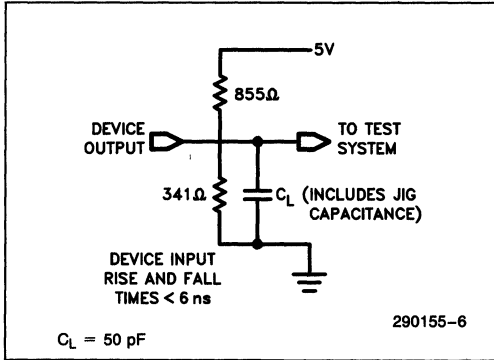 5V
855Ω
DEVICE
OUTPUT
TO TEST
SYSTEM
341Ω
C_L (INCLUDES JIG
CAPACITANCE)
DEVICE INPUT
RISE AND FALL
TIMES < 6 ns
290155-6
C_L = 50 pF